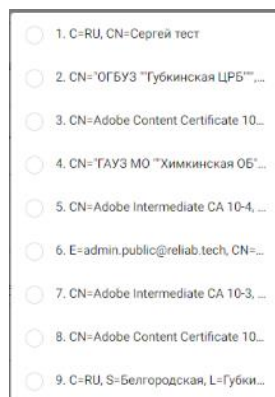 1. C=RU, CN=Сергей тест
2. CN="ОГБУЗ ""Губкинская ЦРБ""",...
3. CN=Adobe Content Certificate 10...
4. CN="ГАУЗ МО ""Химкинская ОБ"...
5. CN=Adobe Intermediate CA 10-4, ...
6. E=admin.public@reliab.tech, CN=...
7. CN=Adobe Intermediate CA 10-3, ...
8. CN=Adobe Content Certificate 10...
9. C=RU, S=Белгородская, L=Губки...